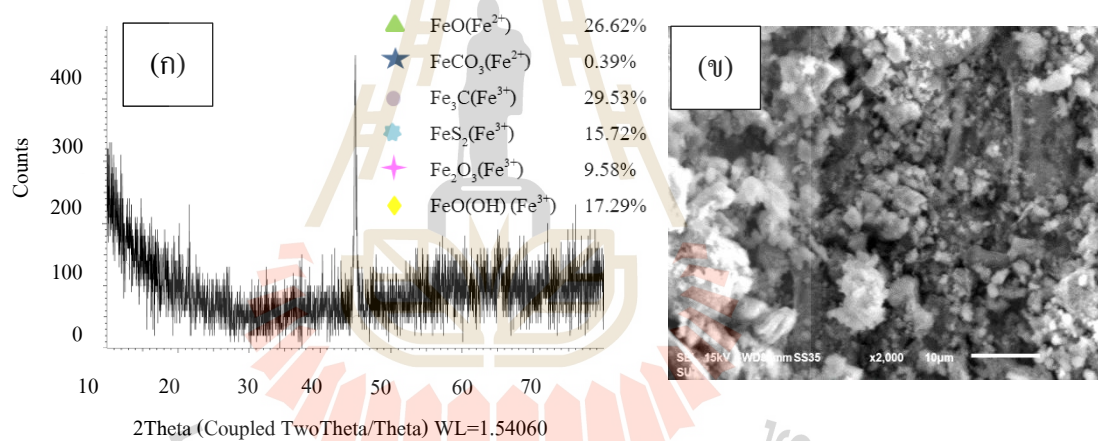 (ก)
FeO(Fe²⁺) 26.62%
FeCO₃(Fe²⁺) 0.39%
Fe₃C(Fe³⁺) 29.53%
FeS₂(Fe³⁺) 15.72%
Fe₂O₃(Fe³⁺) 9.58%
FeO(OH) (Fe³⁺) 17.29%
Counts
400
300
200
100
0
10 20 30 40 50 60 70
2Theta (Coupled TwoTheta/Theta) WL=1.54060
(ข)
15kV SS35 x2,000 10μm